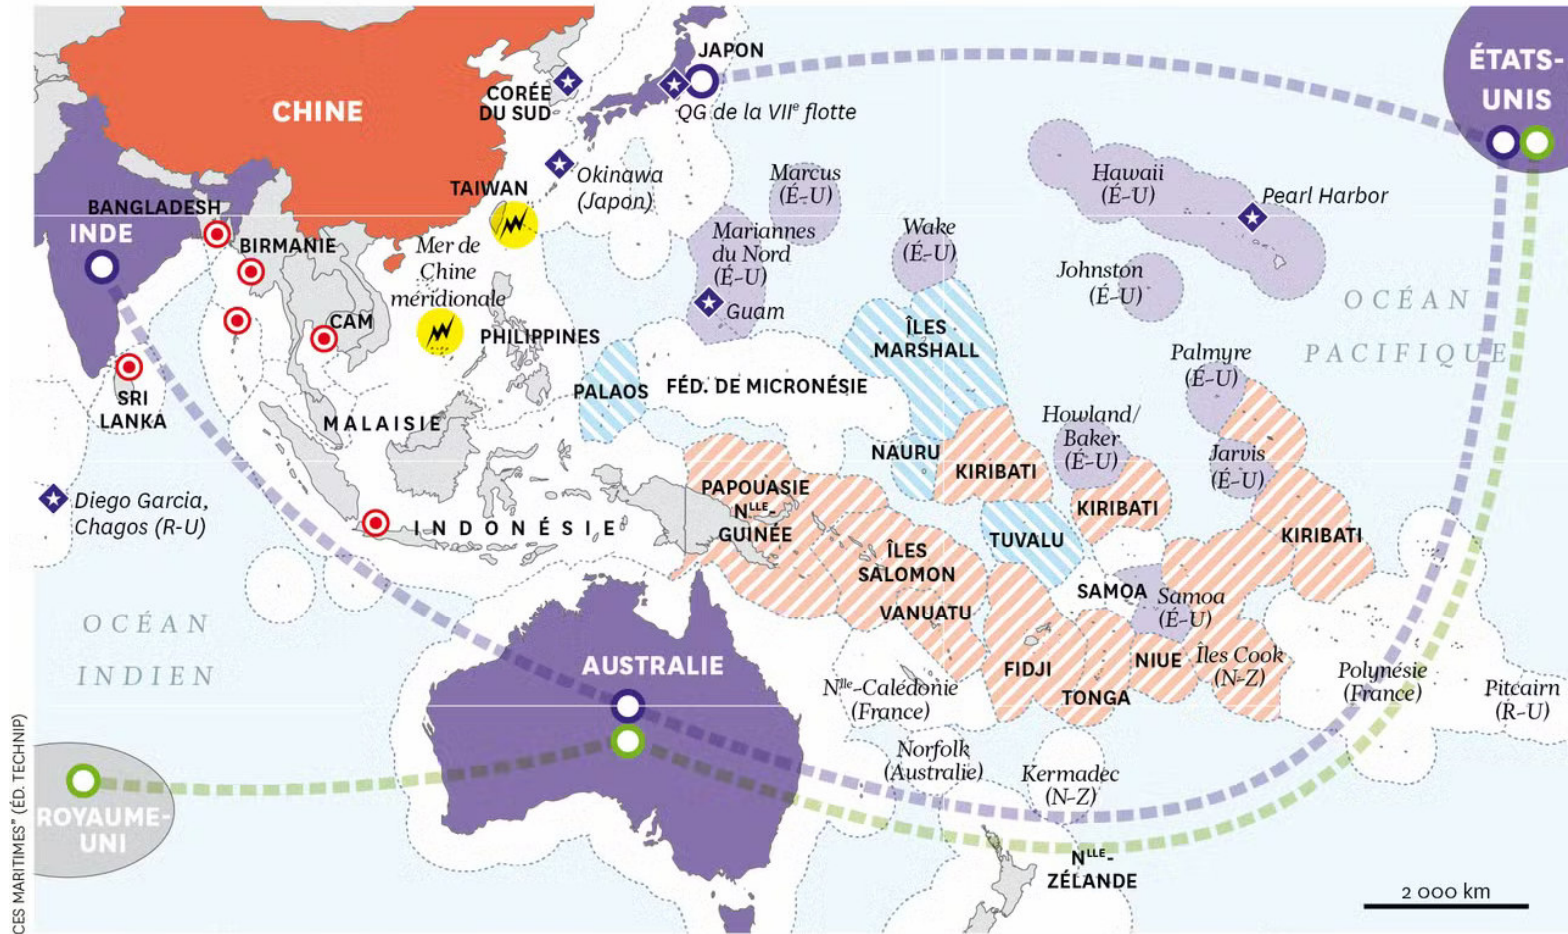 JAPON
ÉTATS-
UNIS
CORÉE
DU SUD
CHINE
QG de la VIIᵉ flotte
Okinawa
(Japon)
TAIWAN
Marcus
(É-U)
Hawaii
(É-U)
Pearl Harbor
BANGLADESH
INDE
BIRMANIE
Mer de
Chine
méridionale
Mariannes
du Nord
(É-U)
Guam
Wake
(É-U)
Johnston
(É-U)
OCÉAN
PACIFIQUE
CAM
PHILIPPINES
ÎLES
MARSHALL
Palmyre
(É-U)
SRI
LANKA
MALAISIE
PALAOS
FÉD. DE MICRONÉSIE
Howland/
Baker
(É-U)
NAURU
KIRIBATI
Jarvis
(É-U)
Diego Garcia,
Chagos (R-U)
INDONÉSIE
PAPOUASIE
Nˡˡᵉ-
GUINÉE
KIRIBATI
KIRIBATI
TUVALU
ÎLES
SALOMON
VANUATU
SAMOA
Samoa
(É-U)
OCÉAN
INDIEN
AUSTRALIE
FIDJI
TONGA
NIUE
Îles Cook
(N-Z)
Nˡˡᵉ-Calédonie
(France)
Polynésie
(France)
Pitcairn
(R-U)
Norfolk
(Australie)
Kermadec
(N-Z)
ROYAUME-
UNI
Nˡˡᵉ-
ZÉLANDE
2 000 km
CES MARITIMES" (ÉD. TECHNIP)